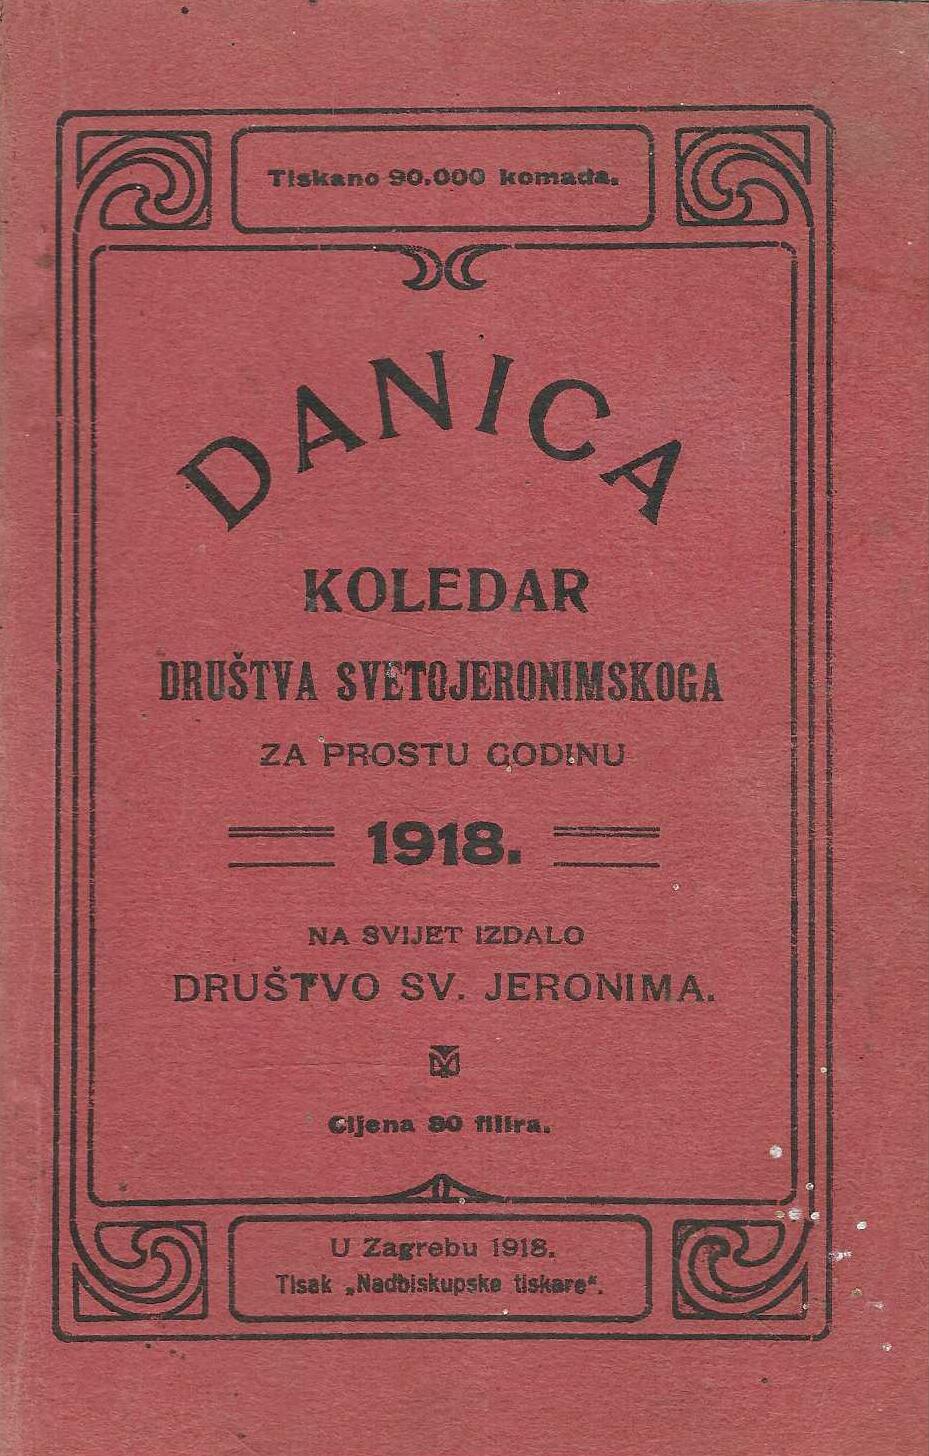 Tiskano 90.000 komada.
DANICA
KOLEDAR
DRUŠTVA SVETOJERONIMSKOGA
ZA PROSTU GODINU
1918.
NA SVIJET IZDALO
DRUŠTVO SV. JERONIMA.
Cijena 80 filira.
U Zagrebu 1918.
Tisak „Nadbiskupske tiskare“.